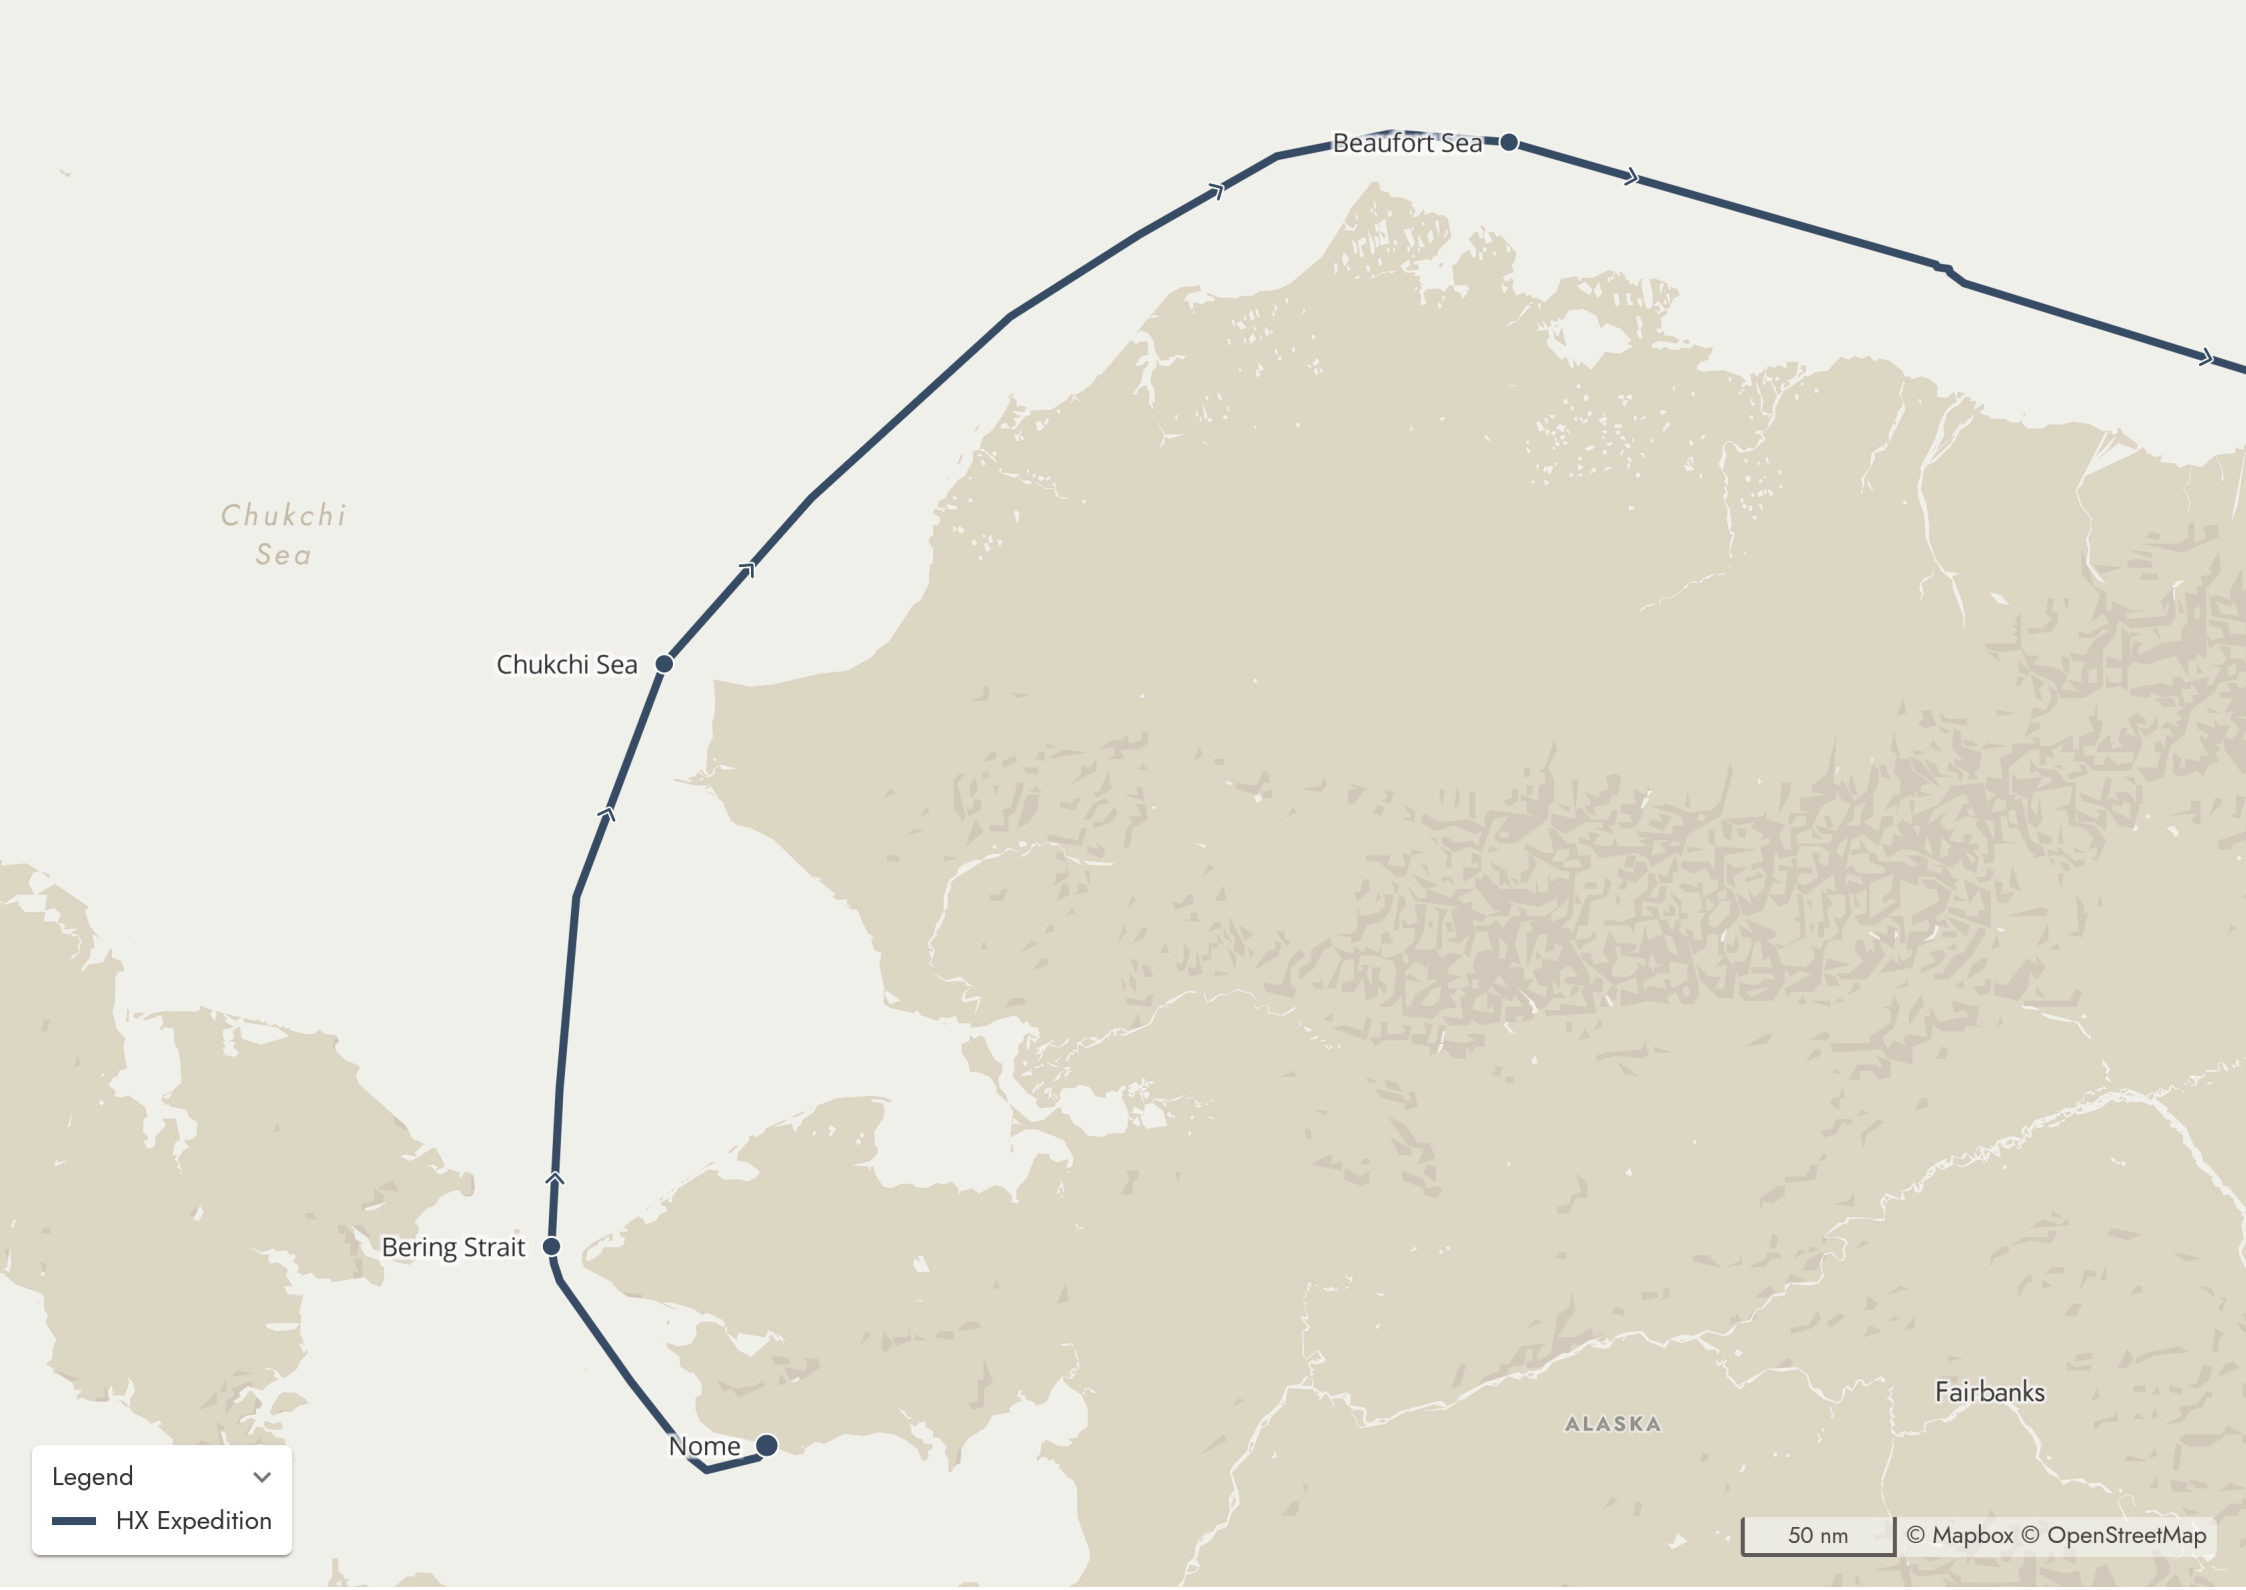 Beaufort Sea
Chukchi
Sea
Chukchi Sea
Bering Strait
Fairbanks
ALASKA
Nome
Legend
HX Expedition
50 nm
© Mapbox © OpenStreetMap